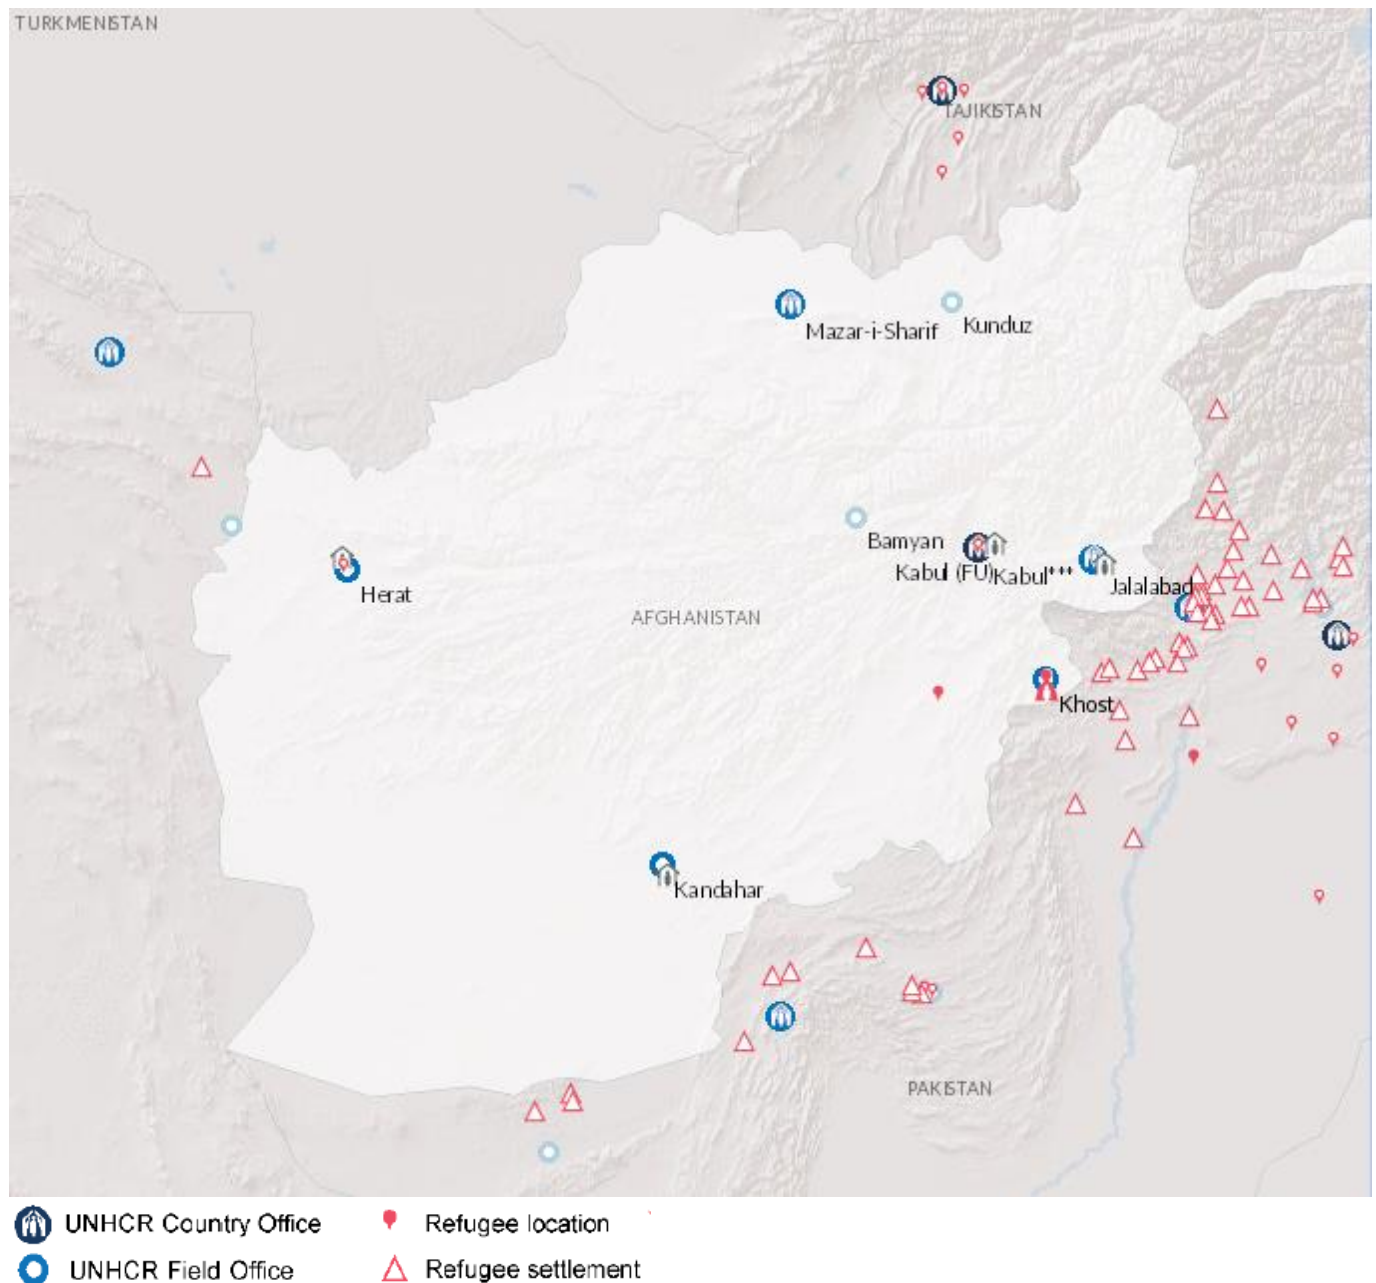 TURKMENISTAN
TAJIKISTAN
Mazar-i-Sharif
Kunduz
Bamyan
Kabul (FU)
Kabul***
Jalalabad
Herat
AFGHANISTAN
Khost
Kandahar
PAKISTAN
UNHCR Country Office
Refugee location
UNHCR Field Office
Refugee settlement